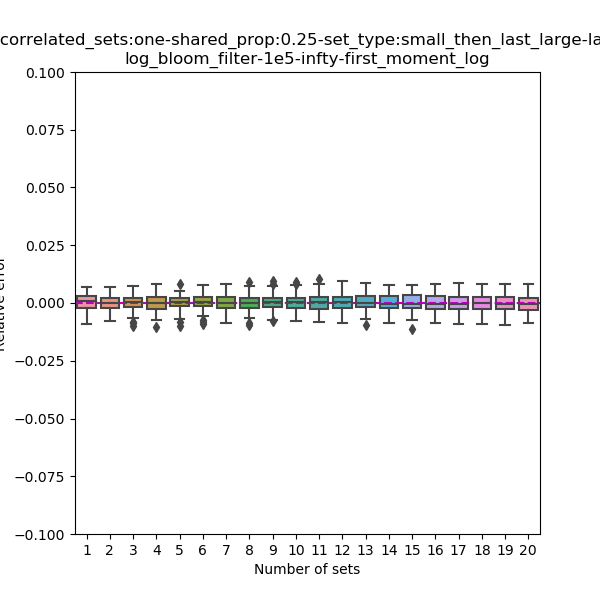 correlated_sets:one-shared_prop:0.25-set_type:small_then_last_large-la
log_bloom_filter-1e5-infty-first_moment_log
0.100
0.075
0.050
0.025
0.000
−0.025
−0.050
−0.075
−0.100
Relative error
1 2 3 4 5 6 7 8 9 10 11 12 13 14 15 16 17 18 19 20
Number of sets